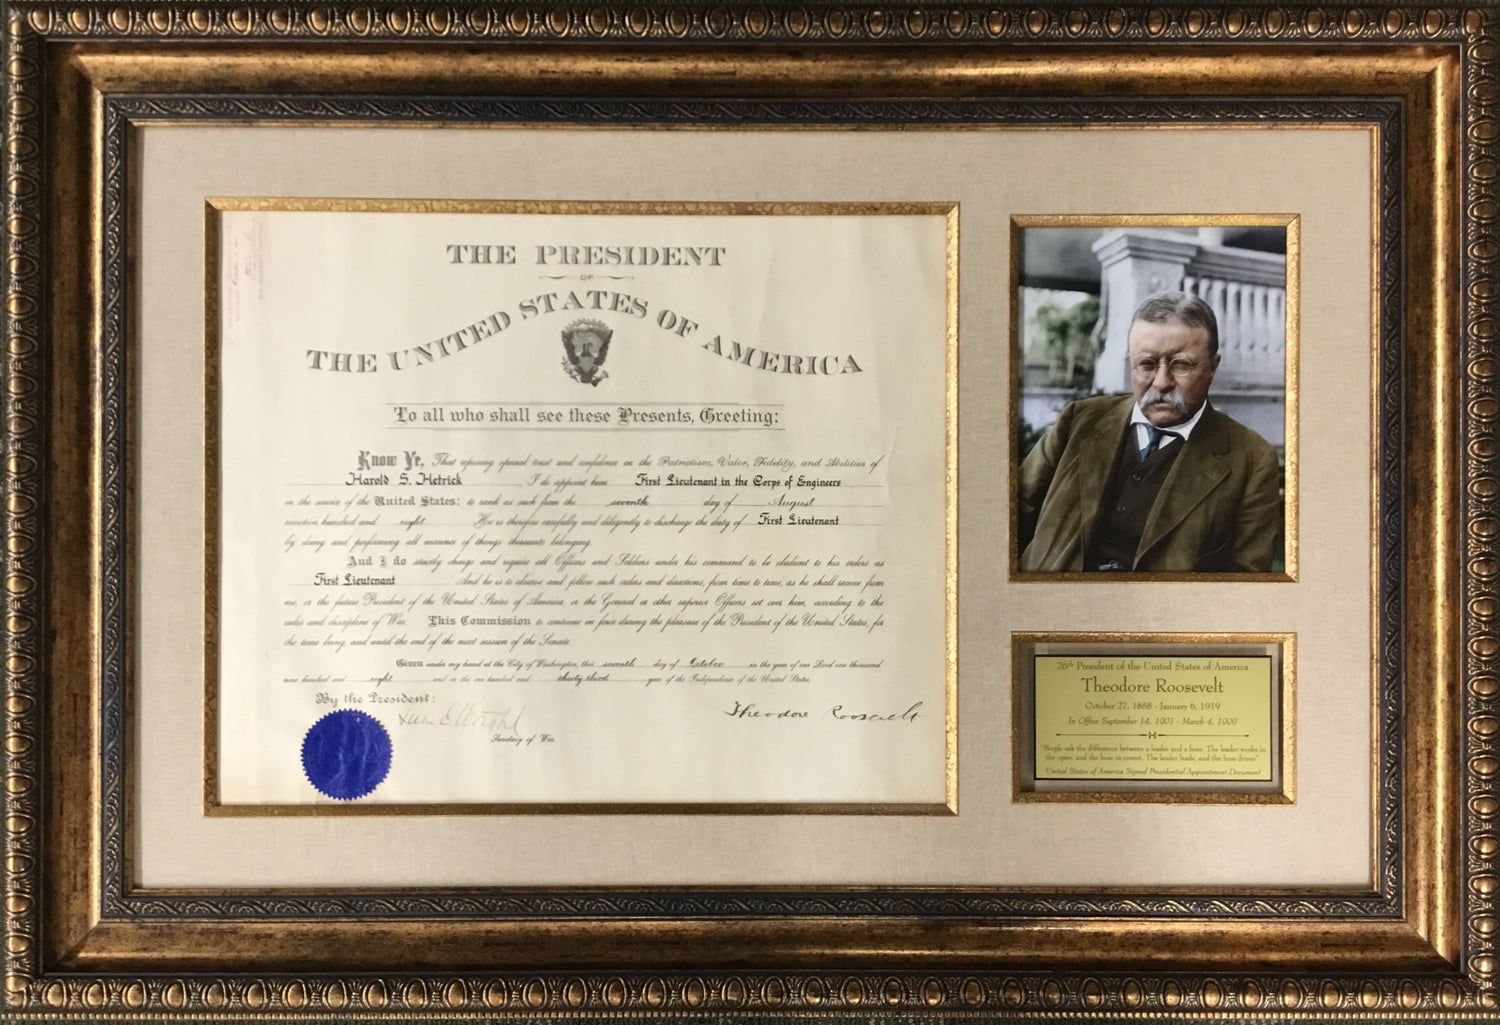 THE PRESIDENT
OF
THE UNITED STATES OF AMERICA
To all who shall see these Presents, Greeting:
Know Ye, That reposing special trust and confidence in the Patriotism, Valor, Fidelity, and Abilities of
Harold S. Hetrick , I do appoint him First Lieutenant in the Corps of Engineers
in the service of the United States: to rank as such from the seventh day of August
nineteen hundred and eight He is therefore carefully and diligently to discharge the duty of First Lieutenant
by doing and performing all manner of things thereunto belonging.
And I do strictly charge and require all Officers and Soldiers under his command to be obedient to his orders as
First Lieutenant And he is to observe and follow such orders and directions, from time to time, as he shall receive from
me, or the future President of the United States of America, or the General or other superior Officers set over him, according to the
rules and discipline of War. This Commission to continue in force during the pleasure of the President of the United States, for
the time being, and until the end of the next session of the Senate.
Given under my hand at the City of Washington, this seventh day of October in the year of our Lord one thousand
nine hundred and eight and in the one hundred and thirty third year of the Independence of the United States.
By the President:
Theodore Roosevelt
Luke E Wright
Secretary of War.
26th President of the United States of America
Theodore Roosevelt
October 27, 1858 - January 6, 1919
In Office September 14, 1901 - March 4, 1909
"People ask the difference between a leader and a boss. The leader works in
the open, and the boss in covert. The leader leads, and the boss drives"
United States of America Signed Presidential Appointment Document